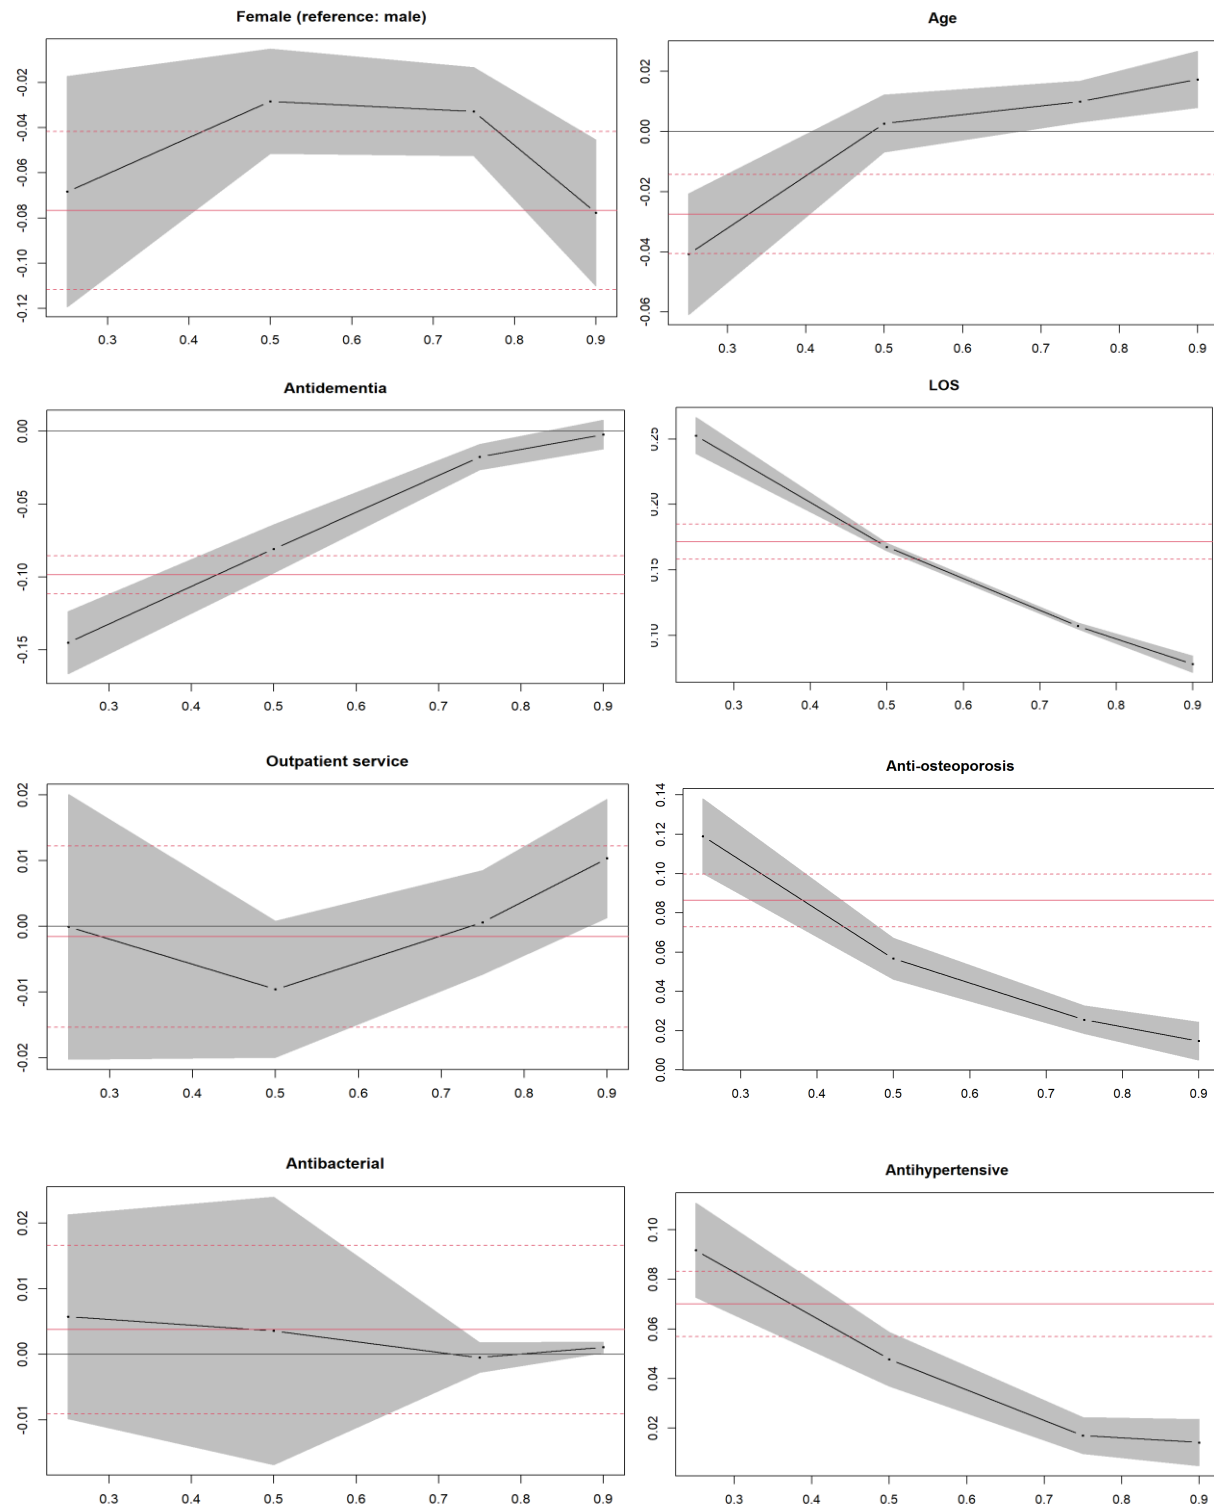 Female (reference: male)
-0.02
-0.04
-0.06
-0.08
-0.10
-0.12
0.3 0.4 0.5 0.6 0.7 0.8 0.9
Age
0.02
0.00
-0.02
-0.04
-0.06
0.3 0.4 0.5 0.6 0.7 0.8 0.9
Antidementia
0.00
-0.05
-0.10
-0.15
0.3 0.4 0.5 0.6 0.7 0.8 0.9
LOS
0.25
0.20
0.15
0.10
0.3 0.4 0.5 0.6 0.7 0.8 0.9
Outpatient service
0.02
0.01
0.00
-0.01
-0.02
0.3 0.4 0.5 0.6 0.7 0.8 0.9
Anti-osteoporosis
0.14
0.12
0.10
0.08
0.06
0.04
0.02
0.00
0.3 0.4 0.5 0.6 0.7 0.8 0.9
Antibacterial
0.02
0.01
0.00
-0.01
0.3 0.4 0.5 0.6 0.7 0.8 0.9
Antihypertensive
0.10
0.08
0.06
0.04
0.02
0.3 0.4 0.5 0.6 0.7 0.8 0.9